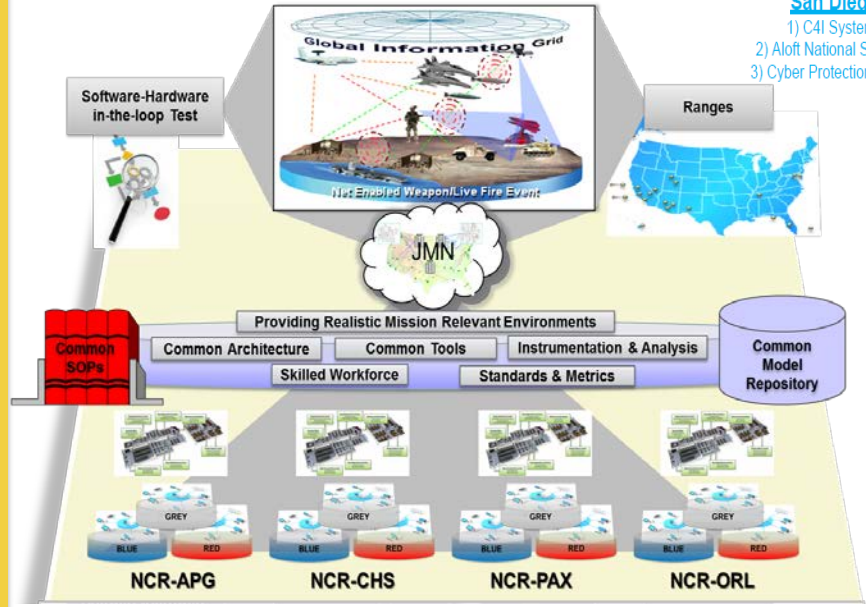 San Dieg
1) C4I System
2) Aloft National S
3) Cyber Protection
Global Information Grid
Software-Hardware
in-the-loop Test
Ranges
Net Enabled Weapon/Live Fire Event
JMN
Providing Realistic Mission Relevant Environments
Common
SOPs
Common Architecture
Common Tools
Instrumentation & Analysis
Skilled Workforce
Standards & Metrics
Common
Model
Repository
GREY
BLUE
RED
GREY
BLUE
RED
GREY
BLUE
RED
GREY
BLUE
RED
NCR-APG
NCR-CHS
NCR-PAX
NCR-ORL